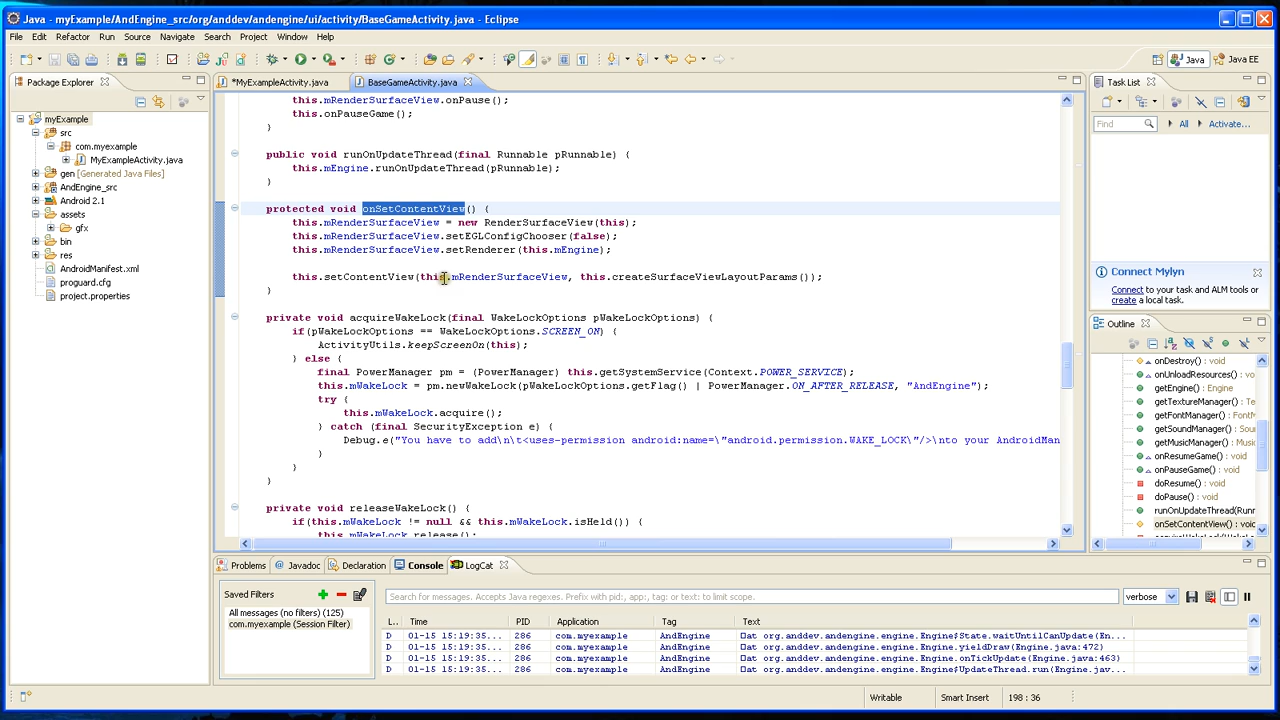 Java - myExample/AndEngine_src/org/anddev/andengine/ui/activity/BaseGameActivity.java - Eclipse
File Edit Refactor Run Source Navigate Search Project Window Help
Java Java EE
Package Explorer
myExample
src
com.myexample
MyExampleActivity.java
gen [Generated Java Files]
AndEngine_src
Android 2.1
assets
gfx
bin
res
AndroidManifest.xml
proguard.cfg
project.properties
*MyExampleActivity.java BaseGameActivity.java
this.mRenderSurfaceView.onPause();
this.onPauseGame();
}
public void runOnUpdateThread(final Runnable pRunnable) {
this.mEngine.runOnUpdateThread(pRunnable);
}
protected void onSetContentView() {
this.mRenderSurfaceView = new RenderSurfaceView(this);
this.mRenderSurfaceView.setEGLConfigChooser(false);
this.mRenderSurfaceView.setRenderer(this.mEngine);
this.setContentView(this.mRenderSurfaceView, this.createSurfaceViewLayoutParams());
}
private void acquireWakeLock(final WakeLockOptions pWakeLockOptions) {
if(pWakeLockOptions == WakeLockOptions.SCREEN_ON) {
ActivityUtils.keepScreenOn(this);
} else {
final PowerManager pm = (PowerManager) this.getSystemService(Context.POWER_SERVICE);
this.mWakeLock = pm.newWakeLock(pWakeLockOptions.getFlag() | PowerManager.ON_AFTER_RELEASE, "AndEngine");
try {
this.mWakeLock.acquire();
} catch (final SecurityException e) {
Debug.e("You have to add\n\t<uses-permission android:name=\"android.permission.WAKE_LOCK\"/>\nto your AndroidMan
}
}
}
private void releaseWakeLock() {
if(this.mWakeLock != null && this.mWakeLock.isHeld()) {
this.mWakeLock.release();
Task List
Find All Activate...
Connect Mylyn
Connect to your task and ALM tools or
create a local task.
Outline
onDestroy() : void
onUnloadResources() : void
getEngine() : Engine
getTextureManager() : Te
getFontManager() : FontM
getSoundManager() : Sou
getMusicManager() : Musi
onResumeGame() : void
onPauseGame() : void
doResume() : void
doPause() : void
runOnUpdateThread(Runr
onSetContentView() : voic
Problems Javadoc Declaration Console LogCat
Saved Filters
All messages (no filters) (125)
com.myexample (Session Filter)
Search for messages. Accepts Java regexes. Prefix with pid:, app:, tag: or text: to limit scope.
verbose
L.. Time PID Application Tag Text
D 01-15 15:19:35... 286 com.myexample AndEngine at org.anddev.andengine.engine.Engine$State.waitUntilCanUpdate(En...
D 01-15 15:19:35... 286 com.myexample AndEngine at org.anddev.andengine.engine.Engine.yieldDraw(Engine.java:472)
D 01-15 15:19:35... 286 com.myexample AndEngine at org.anddev.andengine.engine.Engine.onTickUpdate(Engine.java:463)
D 01-15 15:19:35... 286 com.myexample AndEngine at org.anddev.andengine.engine.Engine$UpdateThread.run(Engine.jav...
Writable Smart Insert 198 : 36